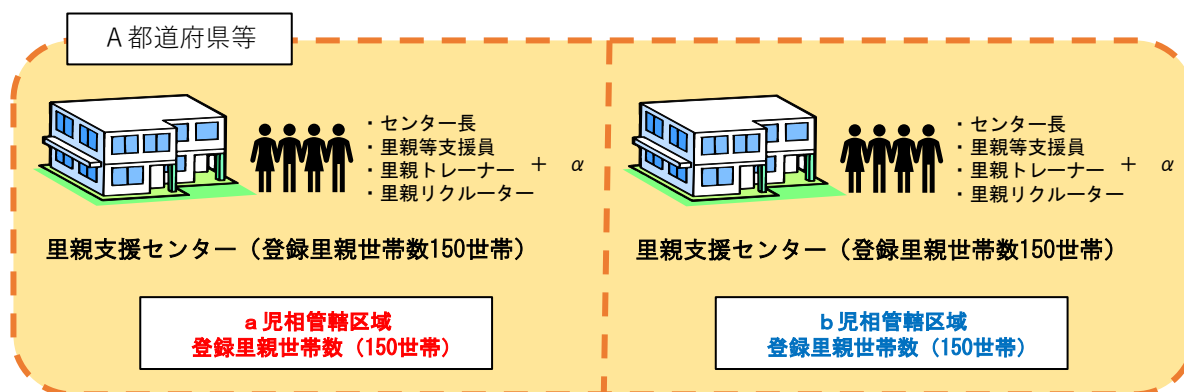 A都道府県等
・センター長
・里親等支援員
・里親トレーナー
・里親リクルーター
+ α
里親支援センター（登録里親世帯数150世帯）
a児相管轄区域
登録里親世帯数（150世帯）
・センター長
・里親等支援員
・里親トレーナー
・里親リクルーター
+ α
里親支援センター（登録里親世帯数150世帯）
b児相管轄区域
登録里親世帯数（150世帯）